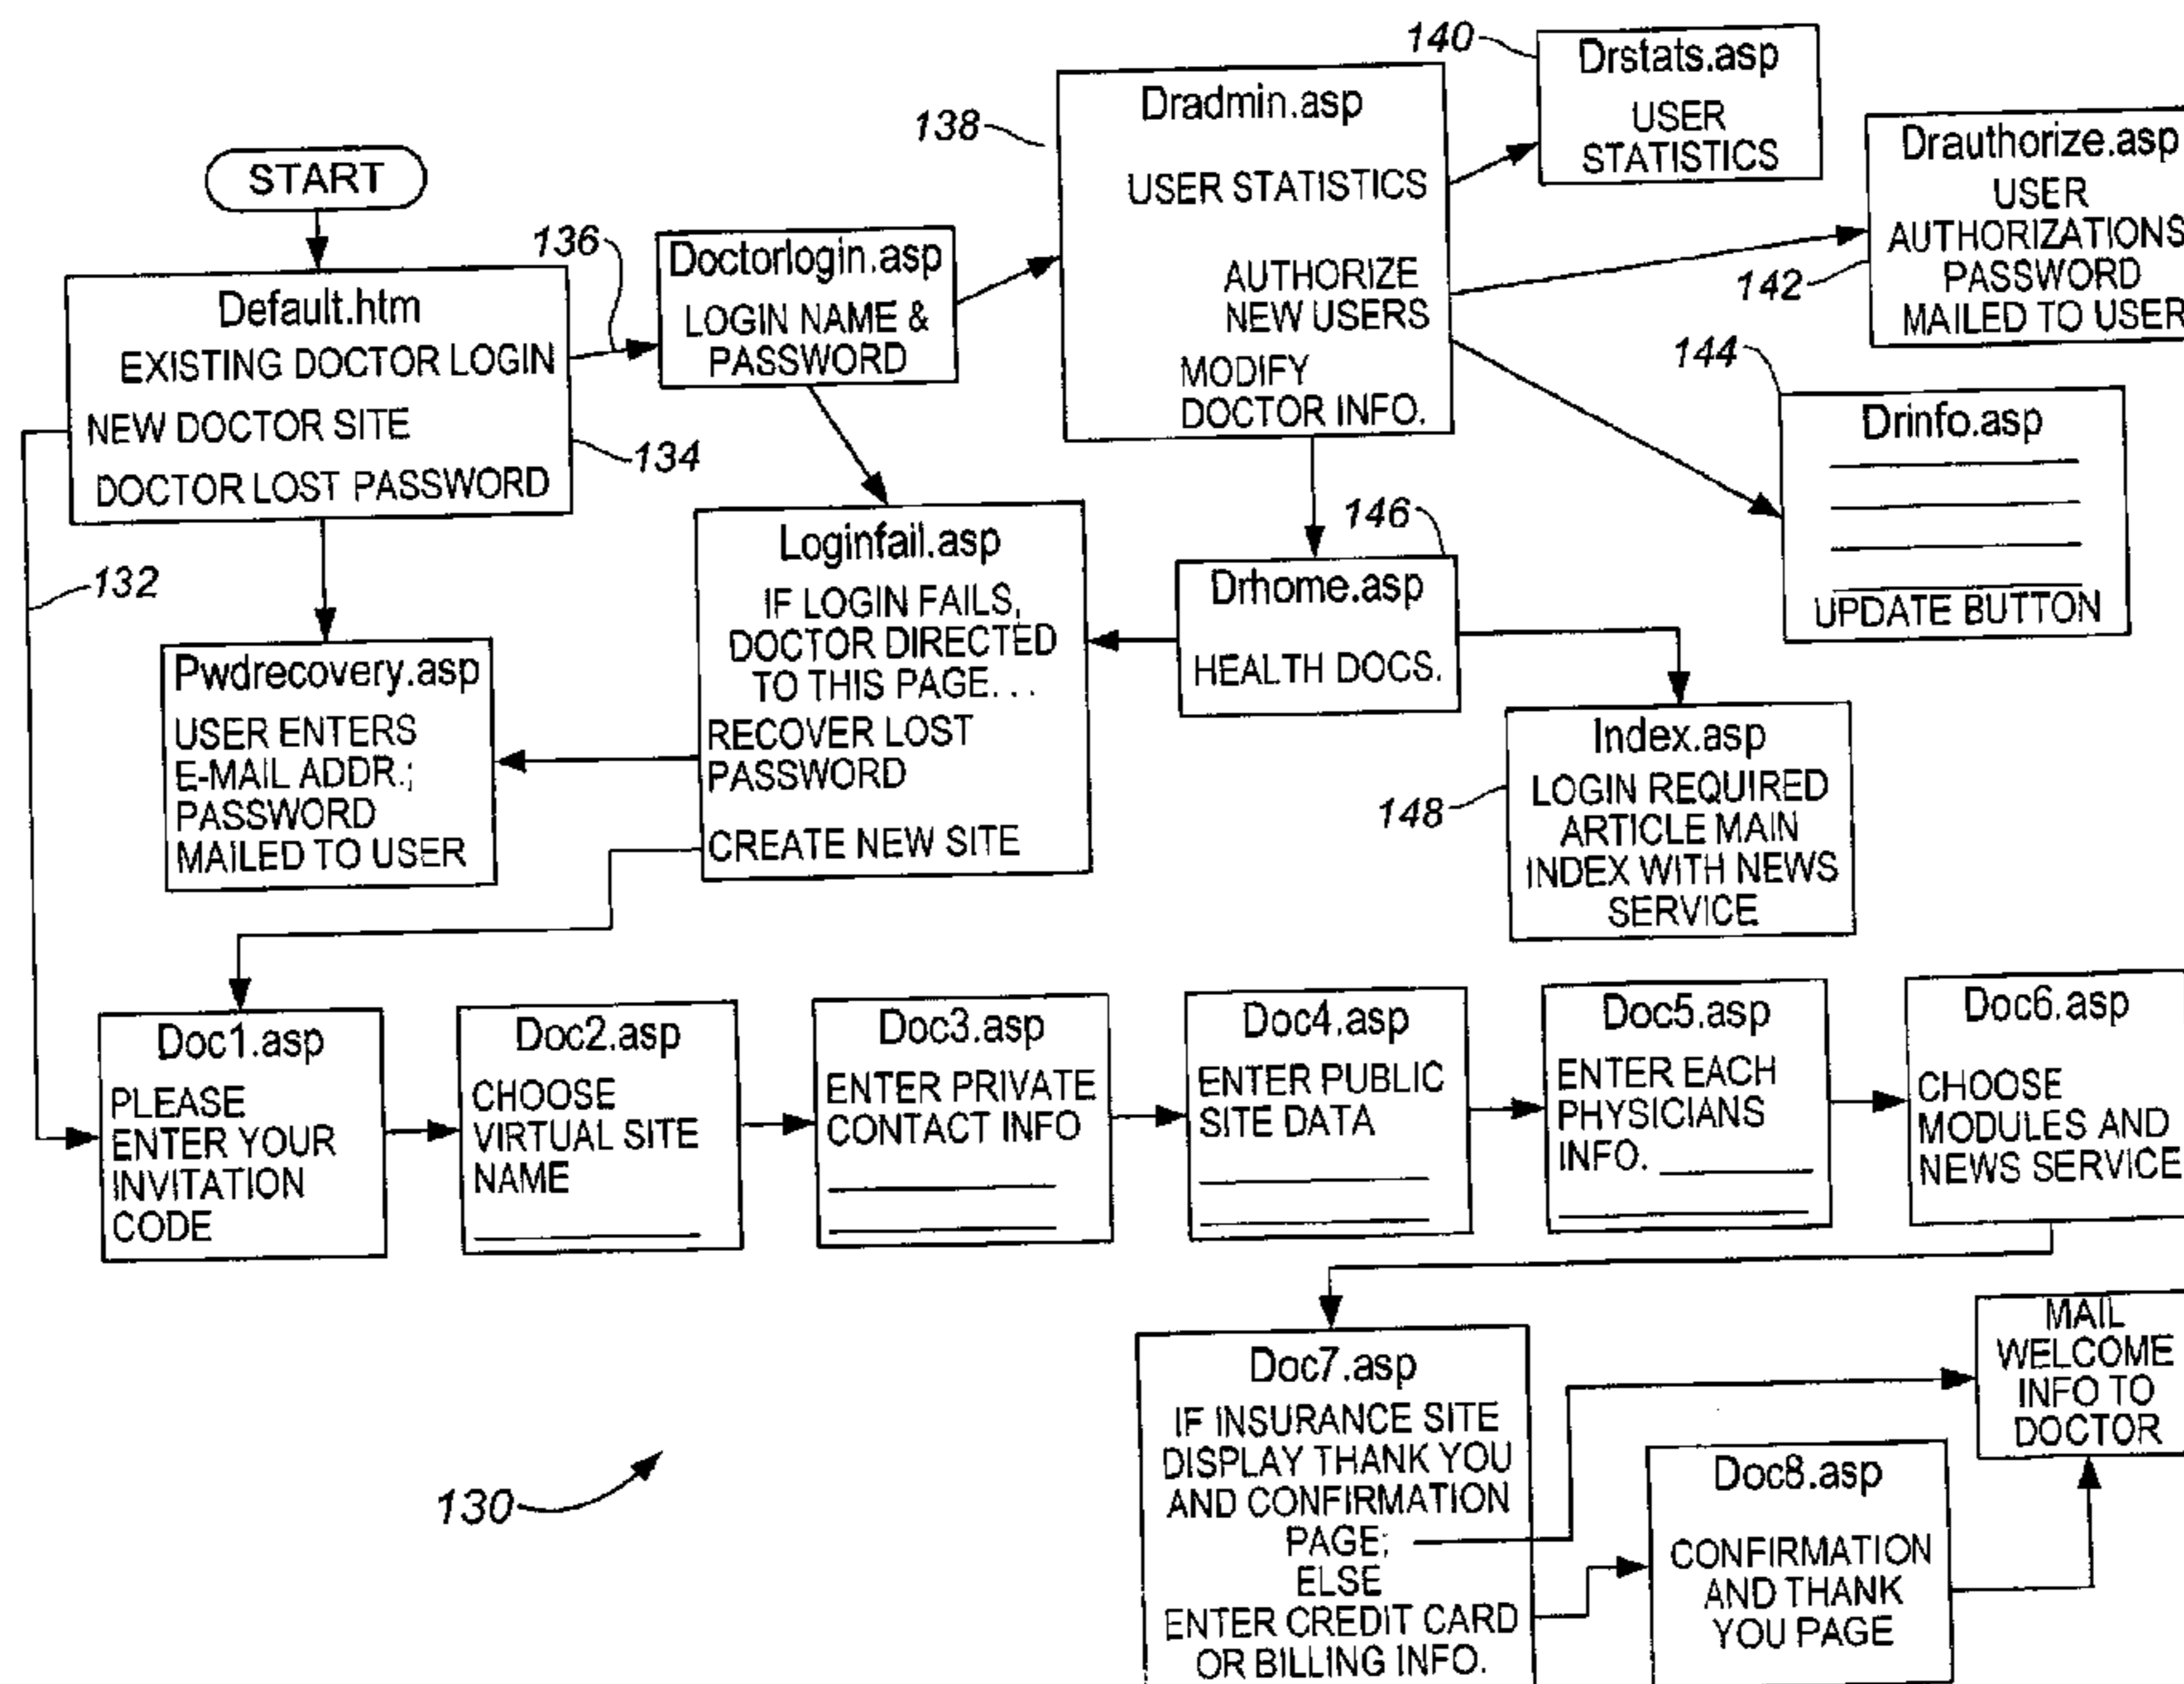 START
Default.htm
EXISTING DOCTOR LOGIN
NEW DOCTOR SITE
DOCTOR LOST PASSWORD
132
134
136
Doctorlogin.asp
LOGIN NAME &
PASSWORD
138
Dradmin.asp
USER STATISTICS
AUTHORIZE
NEW USERS
MODIFY
DOCTOR INFO.
140
Drstats.asp
USER
STATISTICS
142
Drauthorize.asp
USER
AUTHORIZATIONS
PASSWORD
MAILED TO USER
144
Drinfo.asp
UPDATE BUTTON
Pwdrecovery.asp
USER ENTERS
E-MAIL ADDR.;
PASSWORD
MAILED TO USER
Loginfail.asp
IF LOGIN FAILS,
DOCTOR DIRECTED
TO THIS PAGE...
RECOVER LOST
PASSWORD
CREATE NEW SITE
146
Drhome.asp
HEALTH DOCS.
148
Index.asp
LOGIN REQUIRED
ARTICLE MAIN
INDEX WITH NEWS
SERVICE
Doc1.asp
PLEASE
ENTER YOUR
INVITATION
CODE
Doc2.asp
CHOOSE
VIRTUAL SITE
NAME
Doc3.asp
ENTER PRIVATE
CONTACT INFO
Doc4.asp
ENTER PUBLIC
SITE DATA
Doc5.asp
ENTER EACH
PHYSICIANS
INFO.
Doc6.asp
CHOOSE
MODULES AND
NEWS SERVICE
Doc7.asp
IF INSURANCE SITE
DISPLAY THANK YOU
AND CONFIRMATION
PAGE;
ELSE
ENTER CREDIT CARD
OR BILLING INFO.
Doc8.asp
CONFIRMATION
AND THANK
YOU PAGE
MAIL
WELCOME
INFO TO
DOCTOR
130